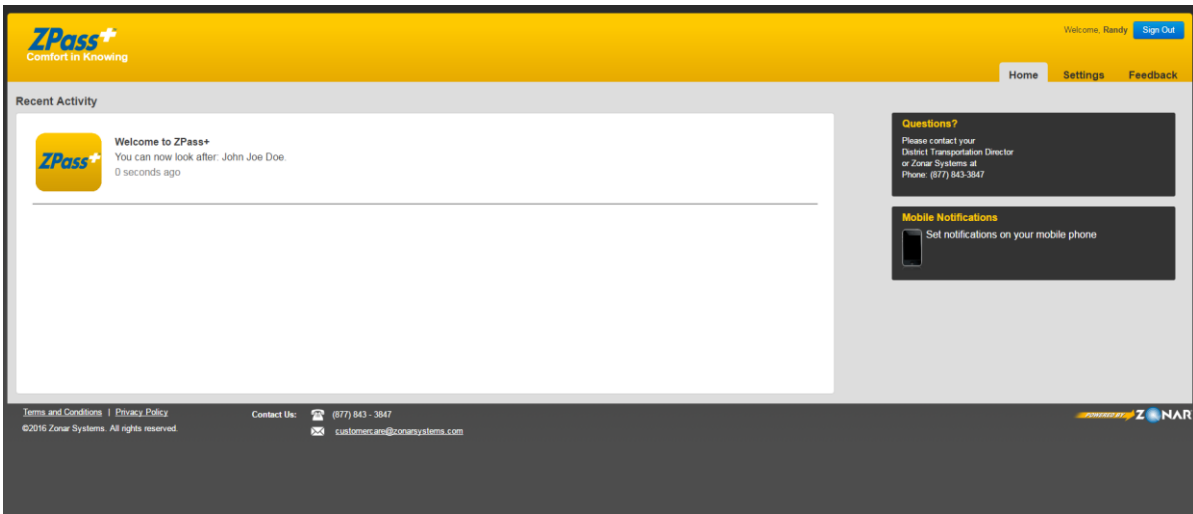 ZPass+
Comfort in Knowing
Welcome, Randy
Sign Out
Home
Settings
Feedback
Recent Activity
ZPass+
Welcome to ZPass+
You can now look after: John Joe Doe.
0 seconds ago
Questions?
Please contact your
District Transportation Director
or Zonar Systems at
Phone: (877) 843-3847
Mobile Notifications
Set notifications on your mobile phone
Terms and Conditions | Privacy Policy
©2016 Zonar Systems. All rights reserved.
Contact Us:
(877) 843 - 3847
customercare@zonarsystems.com
POWERED BY ZONAR